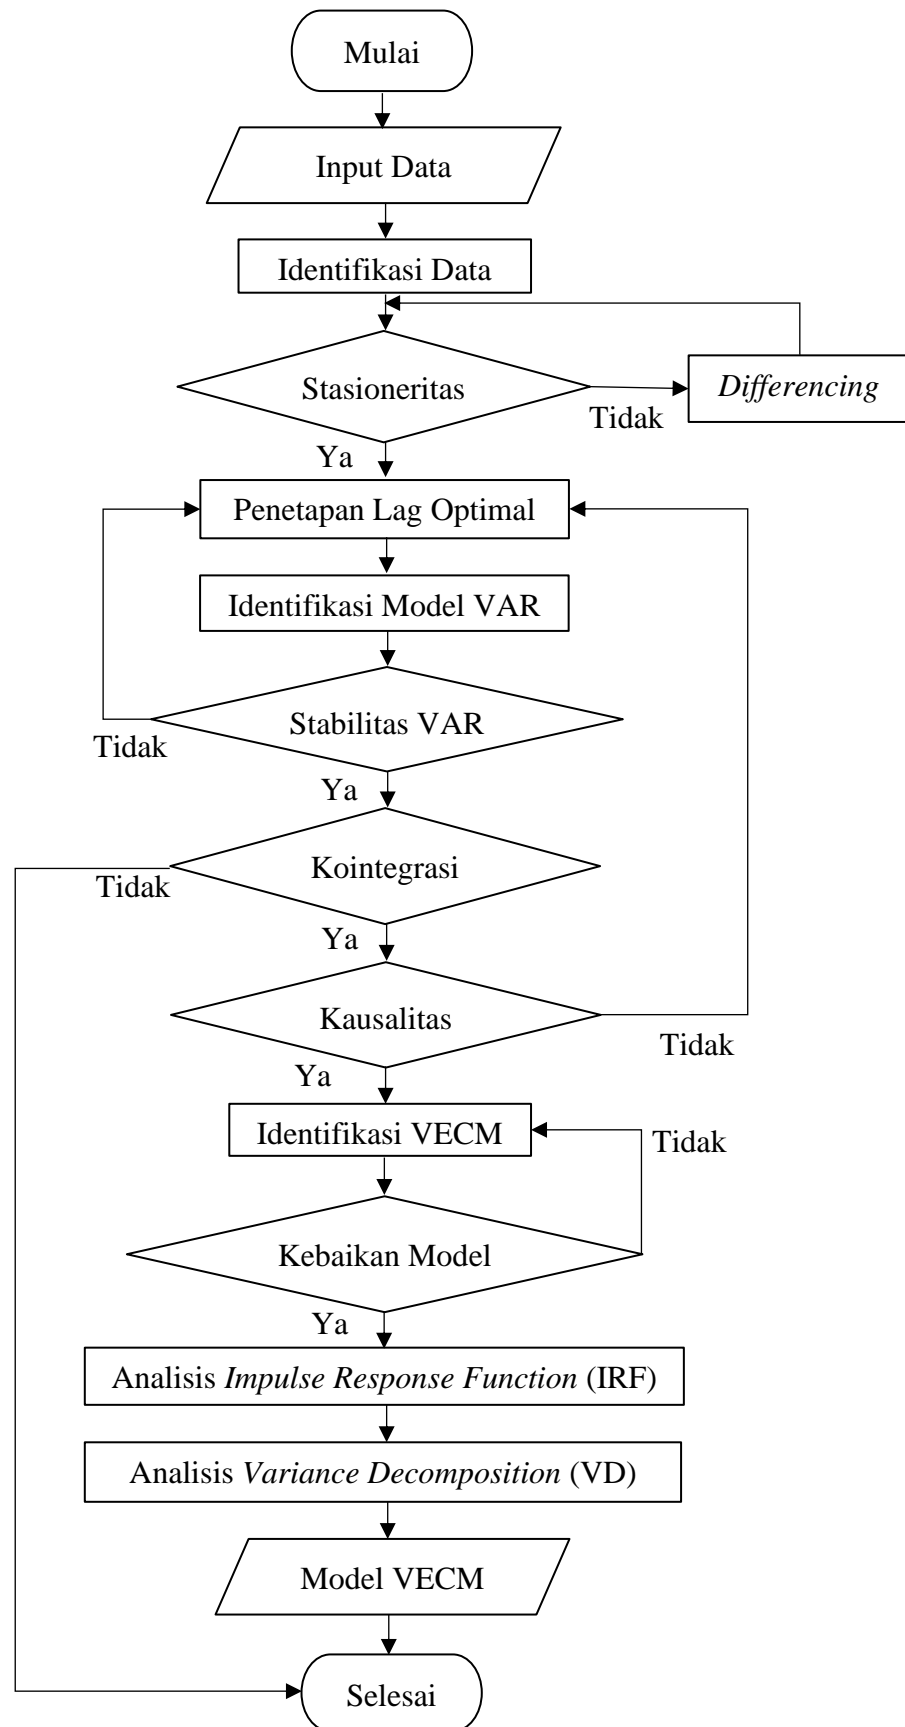 Mulai
Input Data
Identifikasi Data
Stasioneritas
Differencing
Tidak
Ya
Penetapan Lag Optimal
Identifikasi Model VAR
Stabilitas VAR
Tidak
Ya
Kointegrasi
Tidak
Ya
Kausalitas
Tidak
Ya
Identifikasi VECM
Tidak
Kebaikan Model
Ya
Analisis Impulse Response Function (IRF)
Analisis Variance Decomposition (VD)
Model VECM
Selesai